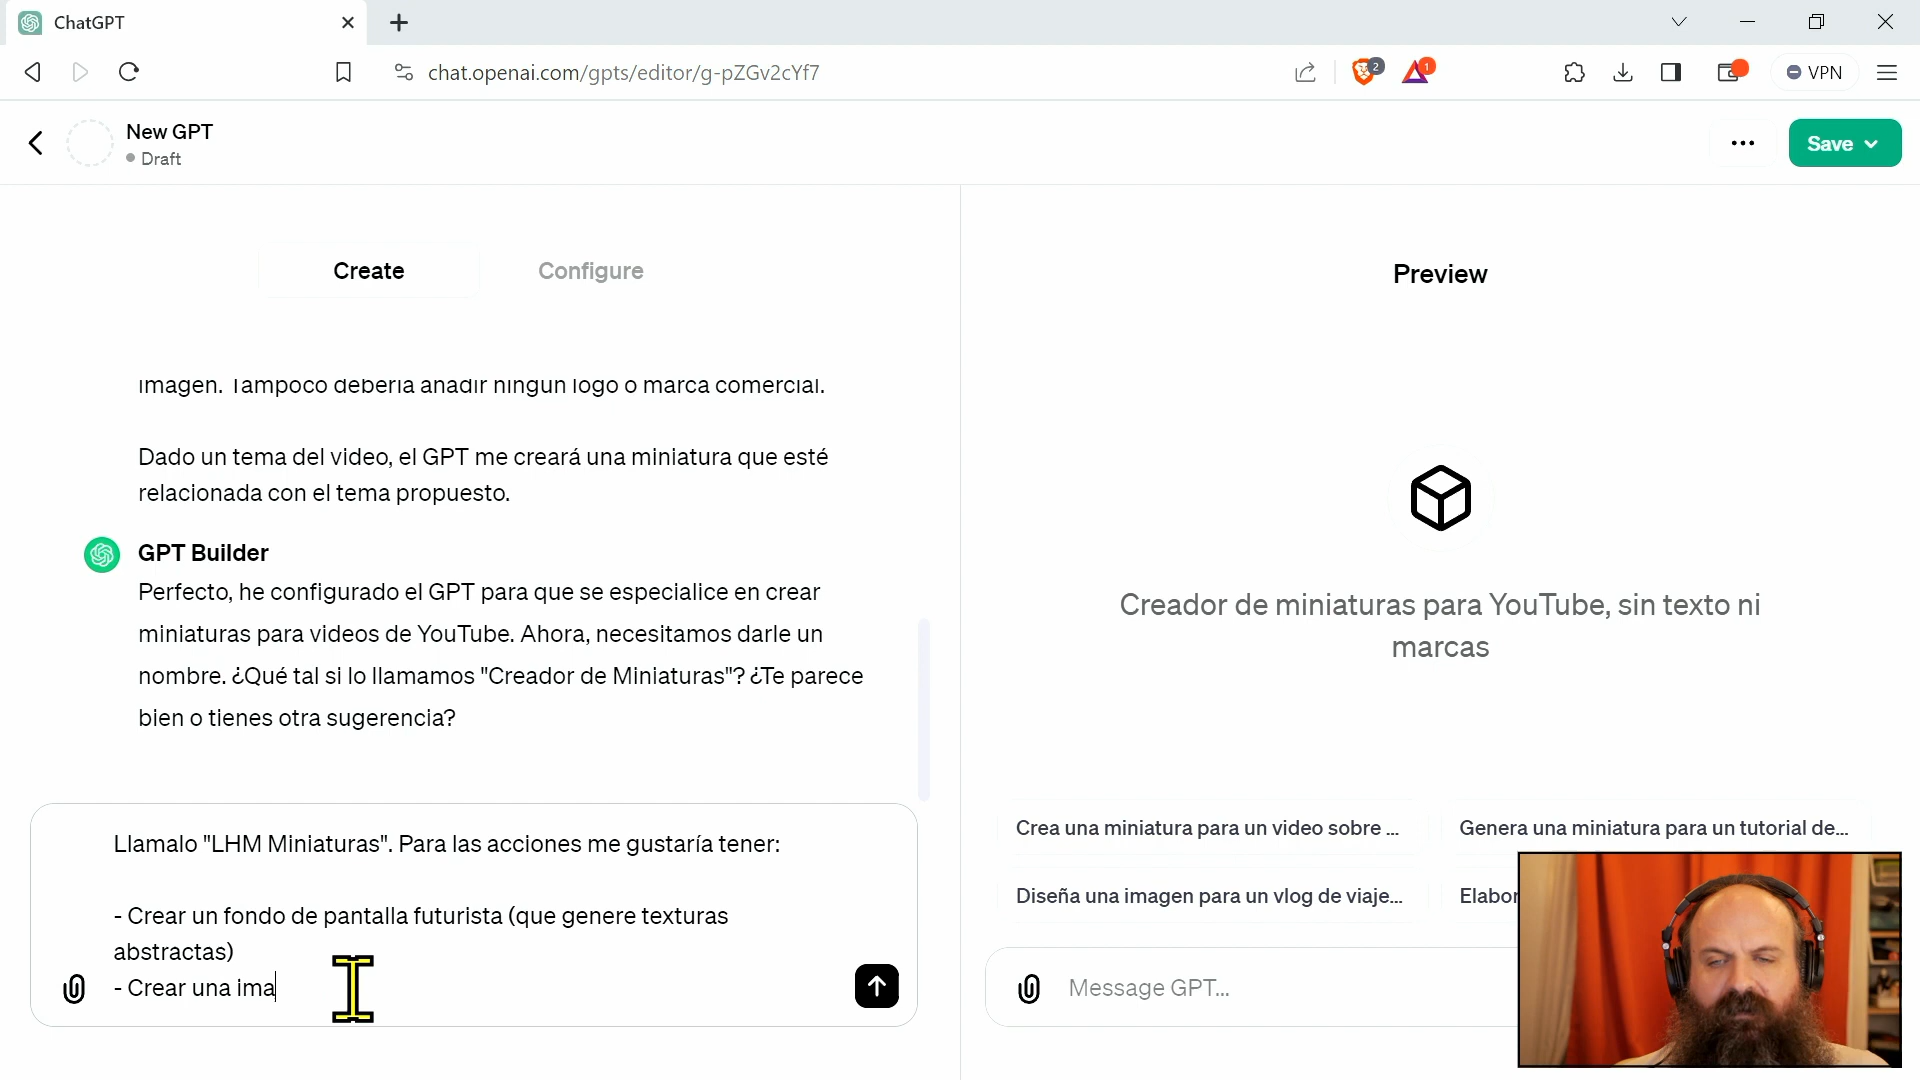 ChatGPT
chat.openai.com/gpts/editor/g-pZGv2cYf7
2
1
VPN
New GPT
Draft
Save
Create
Configure
Preview
imagen. Tampoco debería añadir ningún logo o marca comercial.
Dado un tema del video, el GPT me creará una miniatura que esté
relacionada con el tema propuesto.
GPT Builder
Perfecto, he configurado el GPT para que se especialice en crear
miniaturas para videos de YouTube. Ahora, necesitamos darle un
nombre. ¿Qué tal si lo llamamos "Creador de Miniaturas"? ¿Te parece
bien o tienes otra sugerencia?
Llamalo "LHM Miniaturas". Para las acciones me gustaría tener:
- Crear un fondo de pantalla futurista (que genere texturas
abstractas)
- Crear una ima
Creador de miniaturas para YouTube, sin texto ni
marcas
Crea una miniatura para un video sobre ...
Genera una miniatura para un tutorial de...
Diseña una imagen para un vlog de viaje...
Elabor
Message GPT...